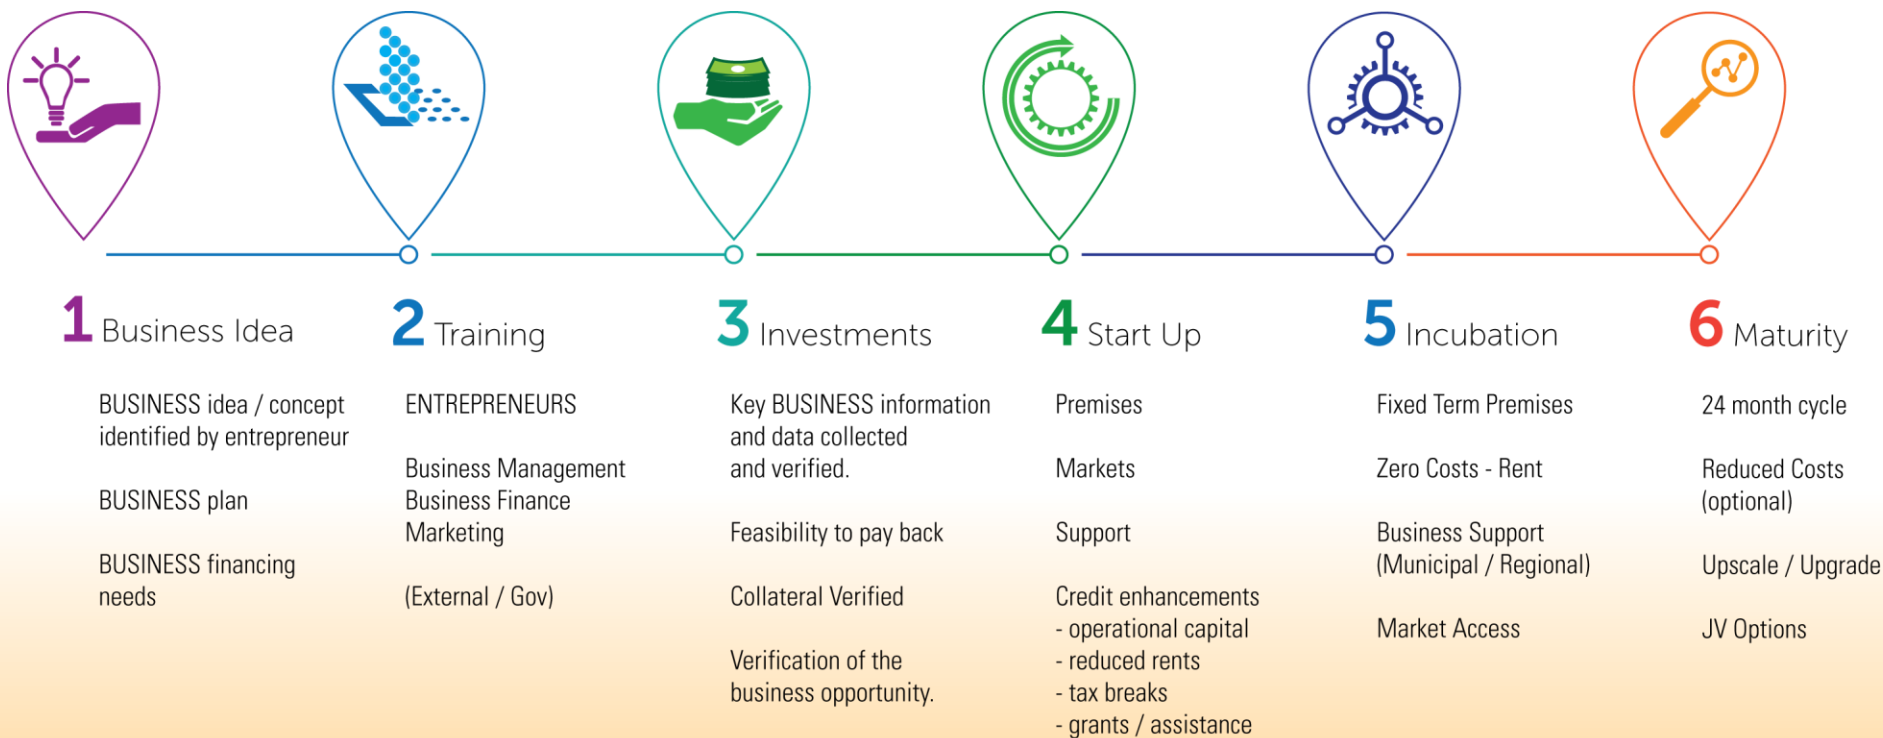 1 Business Idea
BUSINESS idea / concept
identified by entrepreneur
BUSINESS plan
BUSINESS financing
needs
2 Training
ENTREPRENEURS
Business Management
Business Finance
Marketing
(External / Gov)
3 Investments
Key BUSINESS information
and data collected
and verified.
Feasibility to pay back
Collateral Verified
Verification of the
business opportunity.
4 Start Up
Premises
Markets
Support
Credit enhancements
- operational capital
- reduced rents
- tax breaks
- grants / assistance
5 Incubation
Fixed Term Premises
Zero Costs - Rent
Business Support
(Municipal / Regional)
Market Access
6 Maturity
24 month cycle
Reduced Costs
(optional)
Upscale / Upgrade
JV Options